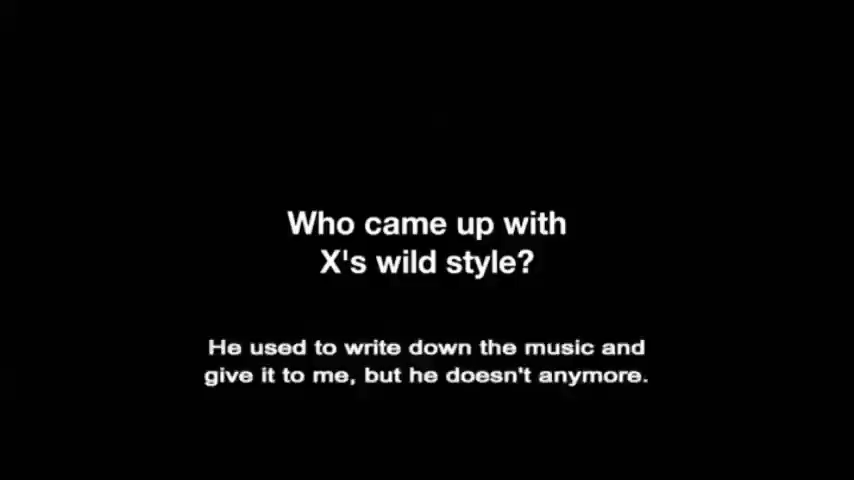 Who came up with
X's wild style?
He used to write down the music and
give it to me, but he doesn't anymore.